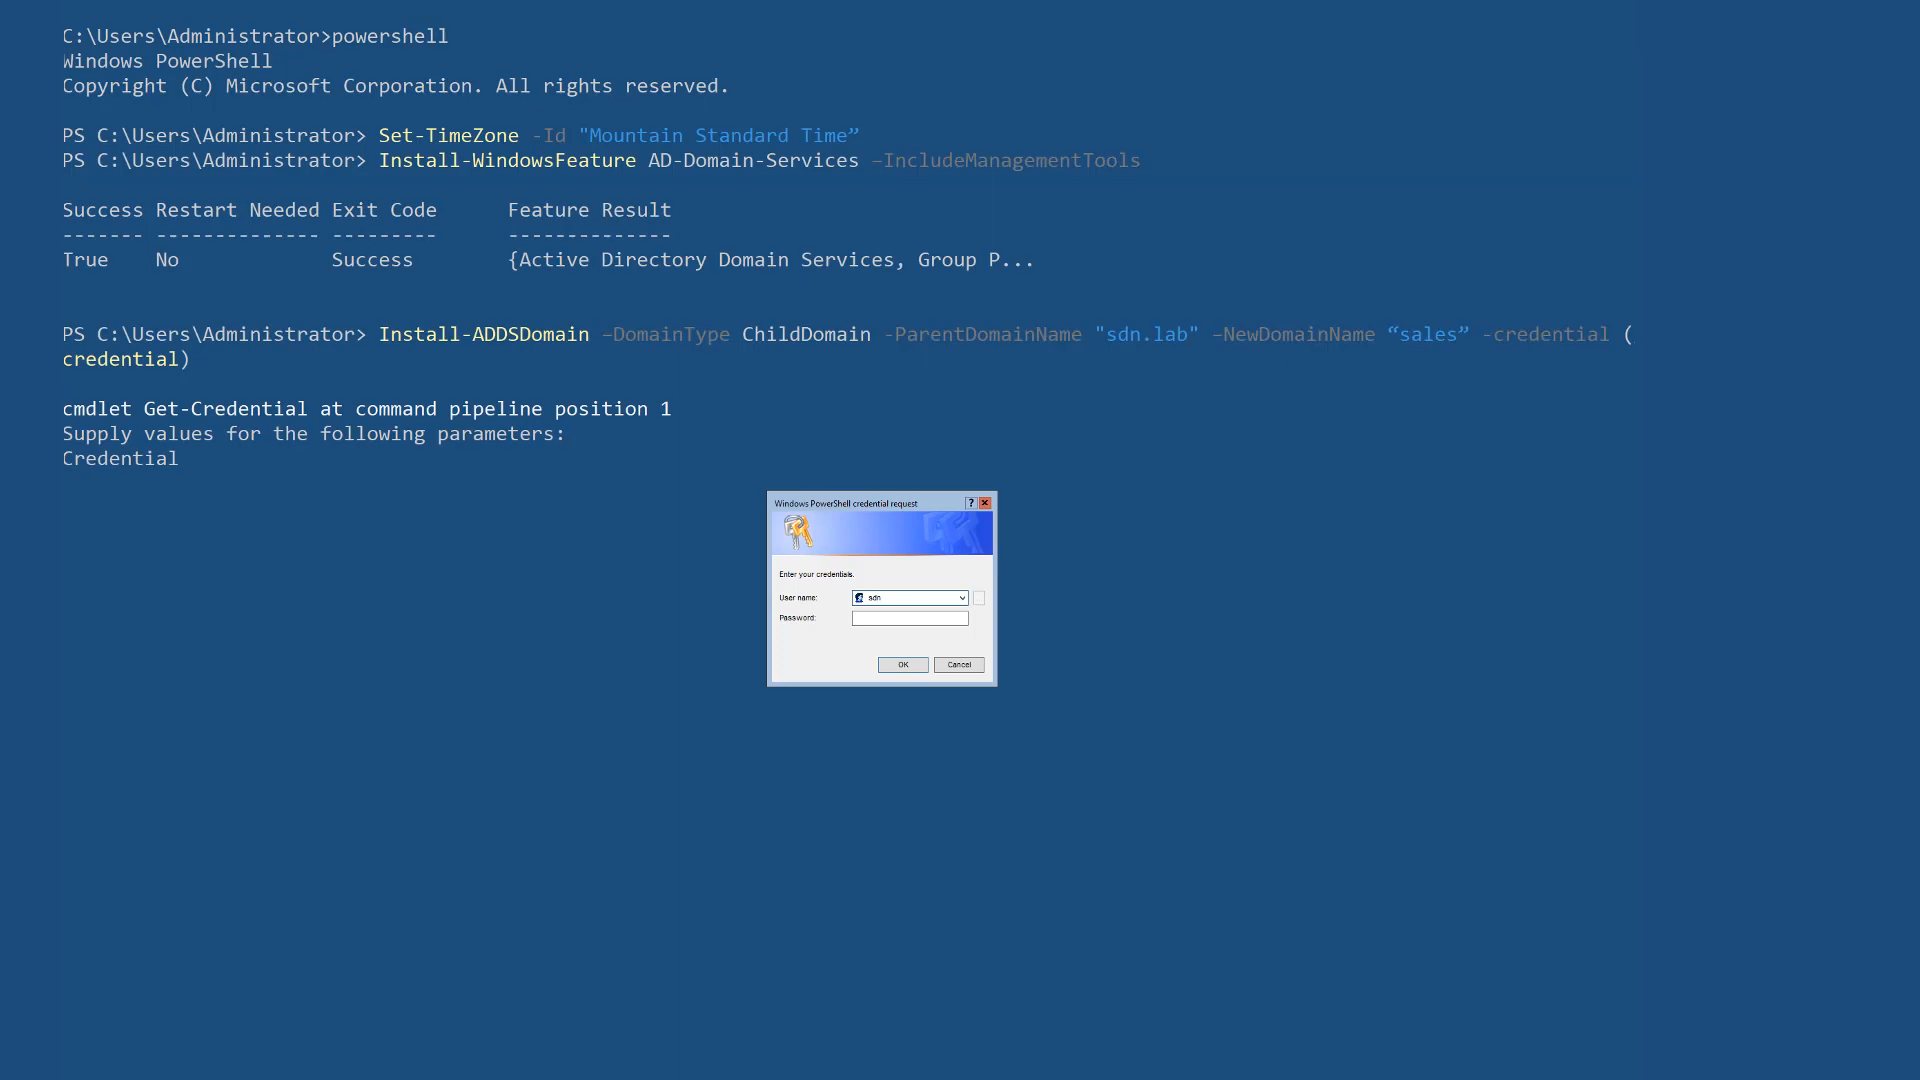 C:\Users\Administrator>powershell
Windows PowerShell
Copyright (C) Microsoft Corporation. All rights reserved.
PS C:\Users\Administrator> Set-TimeZone -Id "Mountain Standard Time”
PS C:\Users\Administrator> Install-WindowsFeature AD-Domain-Services –IncludeManagementTools
Success Restart Needed Exit Code      Feature Result
------- -------------- ---------      --------------
True    No             Success        {Active Directory Domain Services, Group P...
PS C:\Users\Administrator> Install-ADDSDomain –DomainType ChildDomain -ParentDomainName "sdn.lab" –NewDomainName “sales” -credential (
credential)
cmdlet Get-Credential at command pipeline position 1
Supply values for the following parameters:
Credential
Windows PowerShell credential request
?
Enter your credentials.
User name: sdn
Password:
OK Cancel